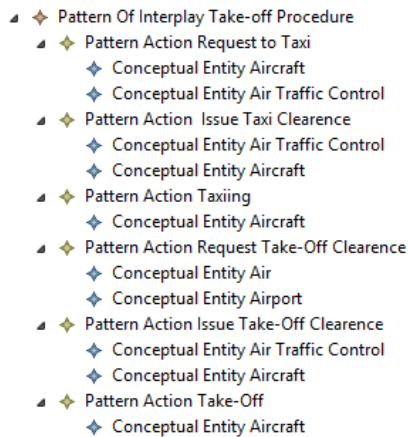 Pattern Of Interplay Take-off Procedure
Pattern Action Request to Taxi
Conceptual Entity Aircraft
Conceptual Entity Air Traffic Control
Pattern Action  Issue Taxi Clearence
Conceptual Entity Air Traffic Control
Conceptual Entity Aircraft
Pattern Action Taxiing
Conceptual Entity Aircraft
Pattern Action Request Take-Off Clearence
Conceptual Entity Air
Conceptual Entity Airport
Pattern Action Issue Take-Off Clearence
Conceptual Entity Air Traffic Control
Conceptual Entity Aircraft
Pattern Action Take-Off
Conceptual Entity Aircraft